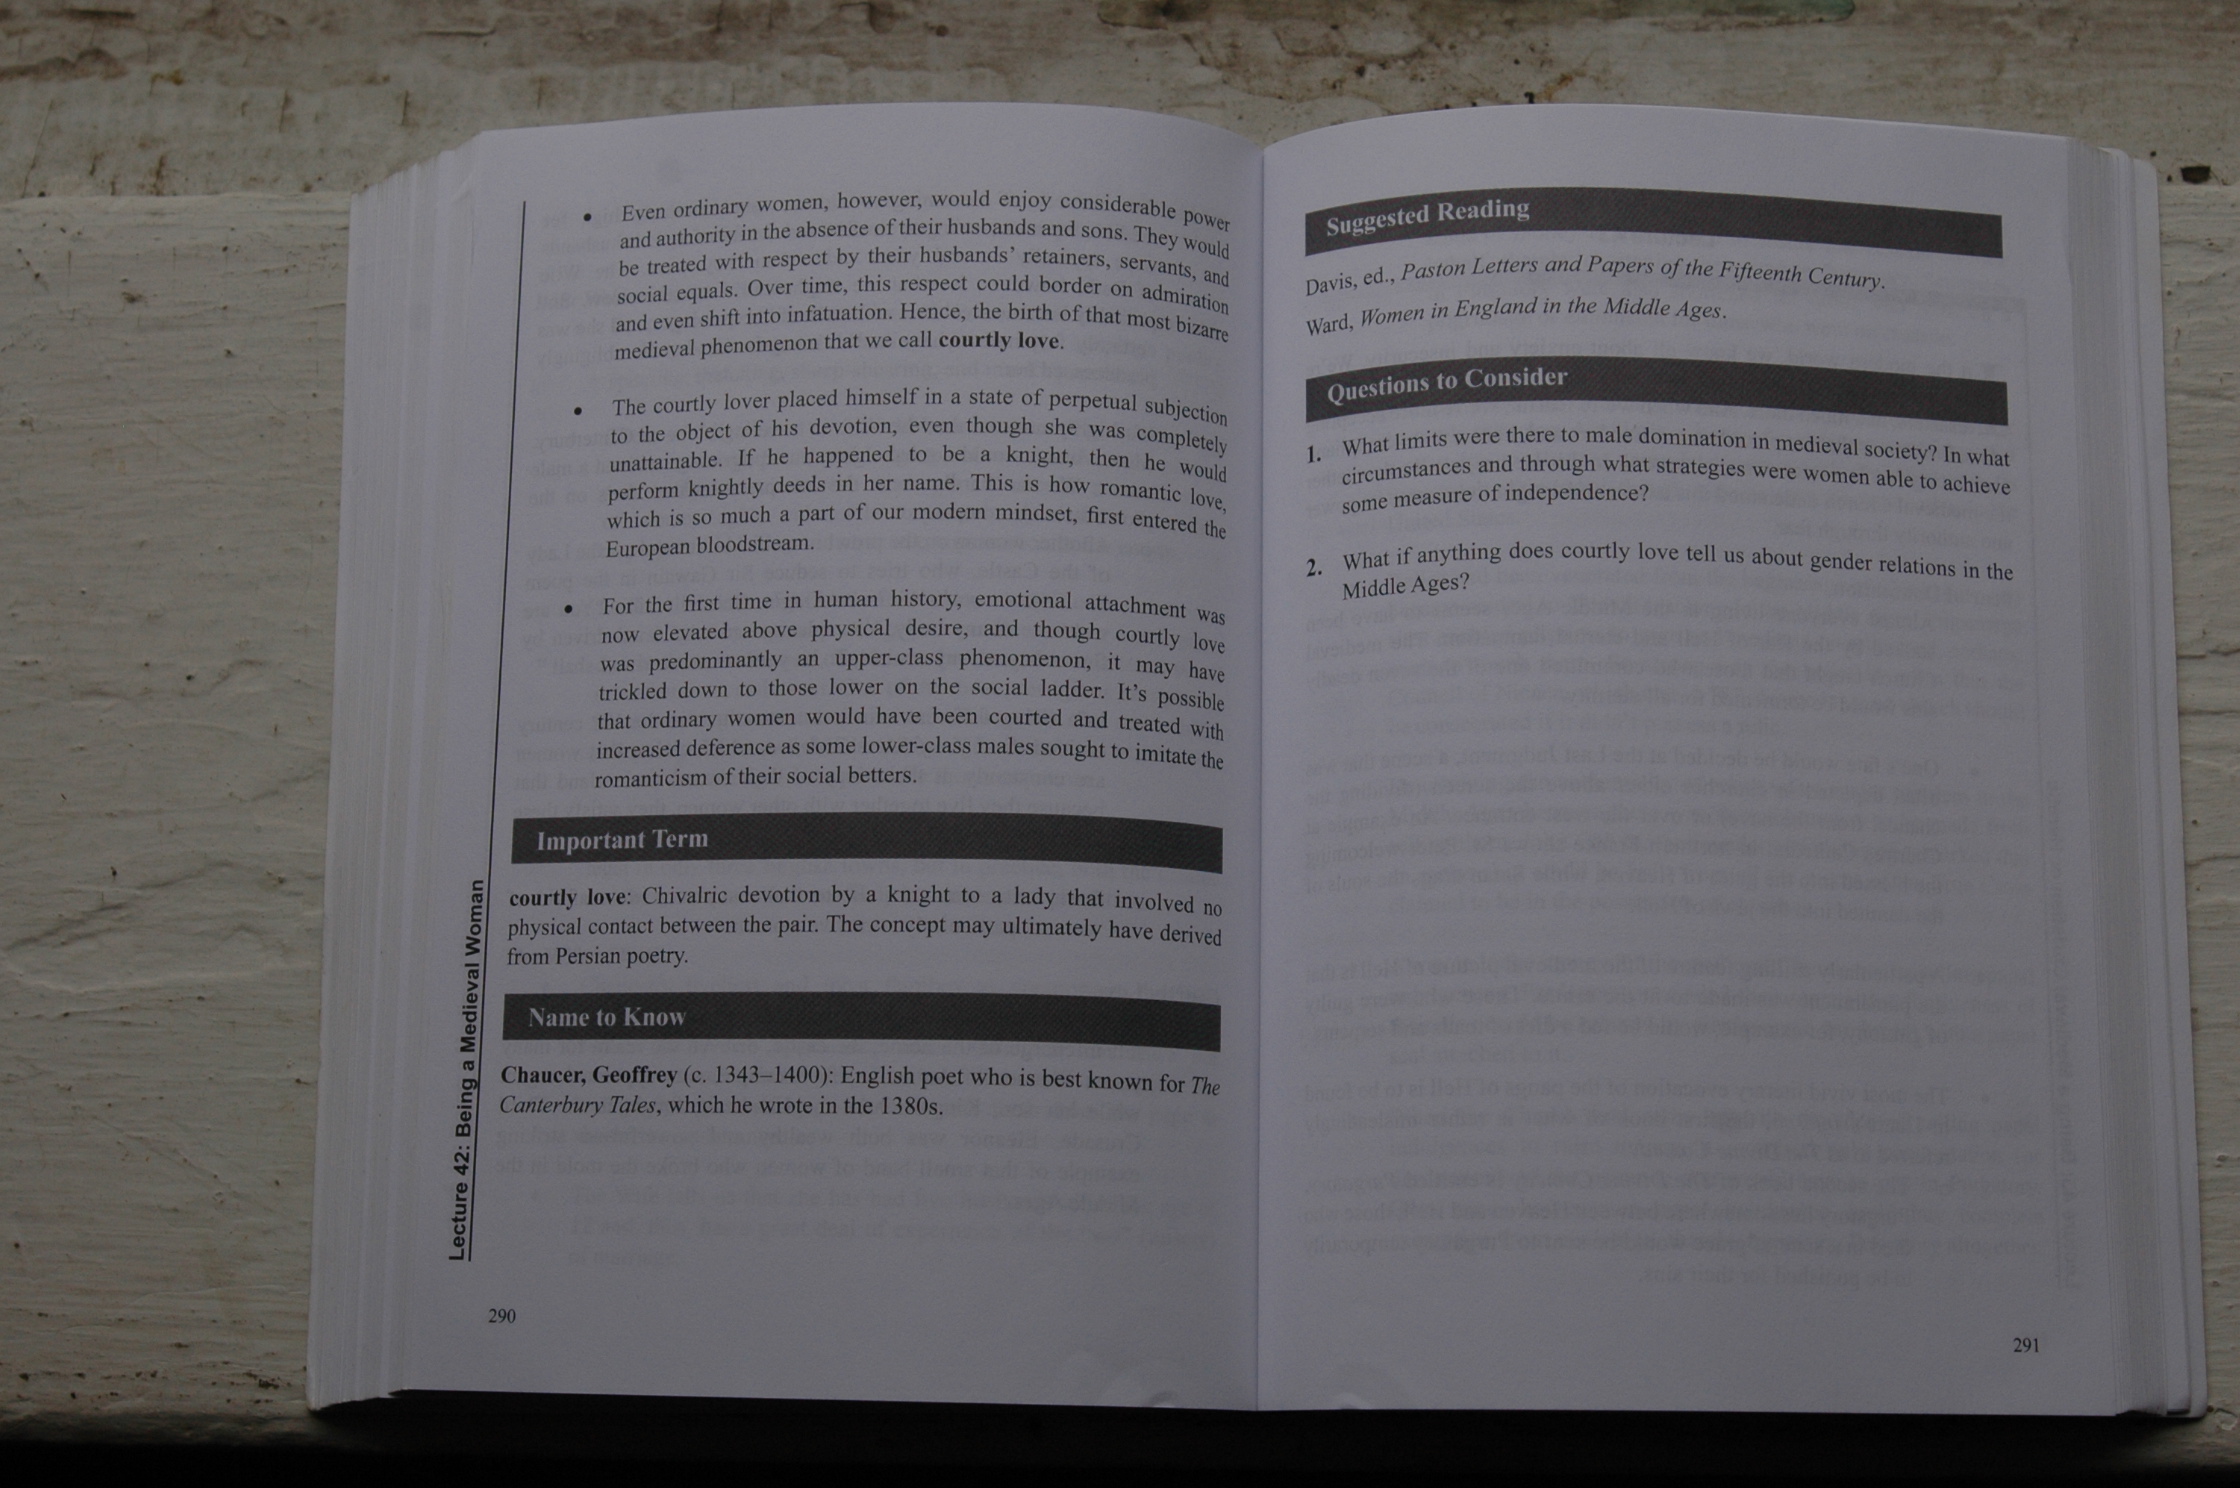 • Even ordinary women, however, would enjoy considerable power
and authority in the absence of their husbands and sons. They would
be treated with respect by their husbands’ retainers, servants, and
social equals. Over time, this respect could border on admiration
and even shift into infatuation. Hence, the birth of that most bizarre
medieval phenomenon that we call courtly love.
• The courtly lover placed himself in a state of perpetual subjection
to the object of his devotion, even though she was completely
unattainable. If he happened to be a knight, then he would
perform knightly deeds in her name. This is how romantic love,
which is so much a part of our modern mindset, first entered the
European bloodstream.
• For the first time in human history, emotional attachment was
now elevated above physical desire, and though courtly love
was predominantly an upper-class phenomenon, it may have
trickled down to those lower on the social ladder. It’s possible
that ordinary women would have been courted and treated with
increased deference as some lower-class males sought to imitate the
romanticism of their social betters.
Important Term
courtly love: Chivalric devotion by a knight to a lady that involved no
physical contact between the pair. The concept may ultimately have derived
from Persian poetry.
Name to Know
Chaucer, Geoffrey (c. 1343–1400): English poet who is best known for The
Canterbury Tales, which he wrote in the 1380s.
Lecture 42: Being a Medieval Woman
290
Suggested Reading
Davis, ed., Paston Letters and Papers of the Fifteenth Century.
Ward, Women in England in the Middle Ages.
Questions to Consider
1. What limits were there to male domination in medieval society? In what
circumstances and through what strategies were women able to achieve
some measure of independence?
2. What if anything does courtly love tell us about gender relations in the
Middle Ages?
291